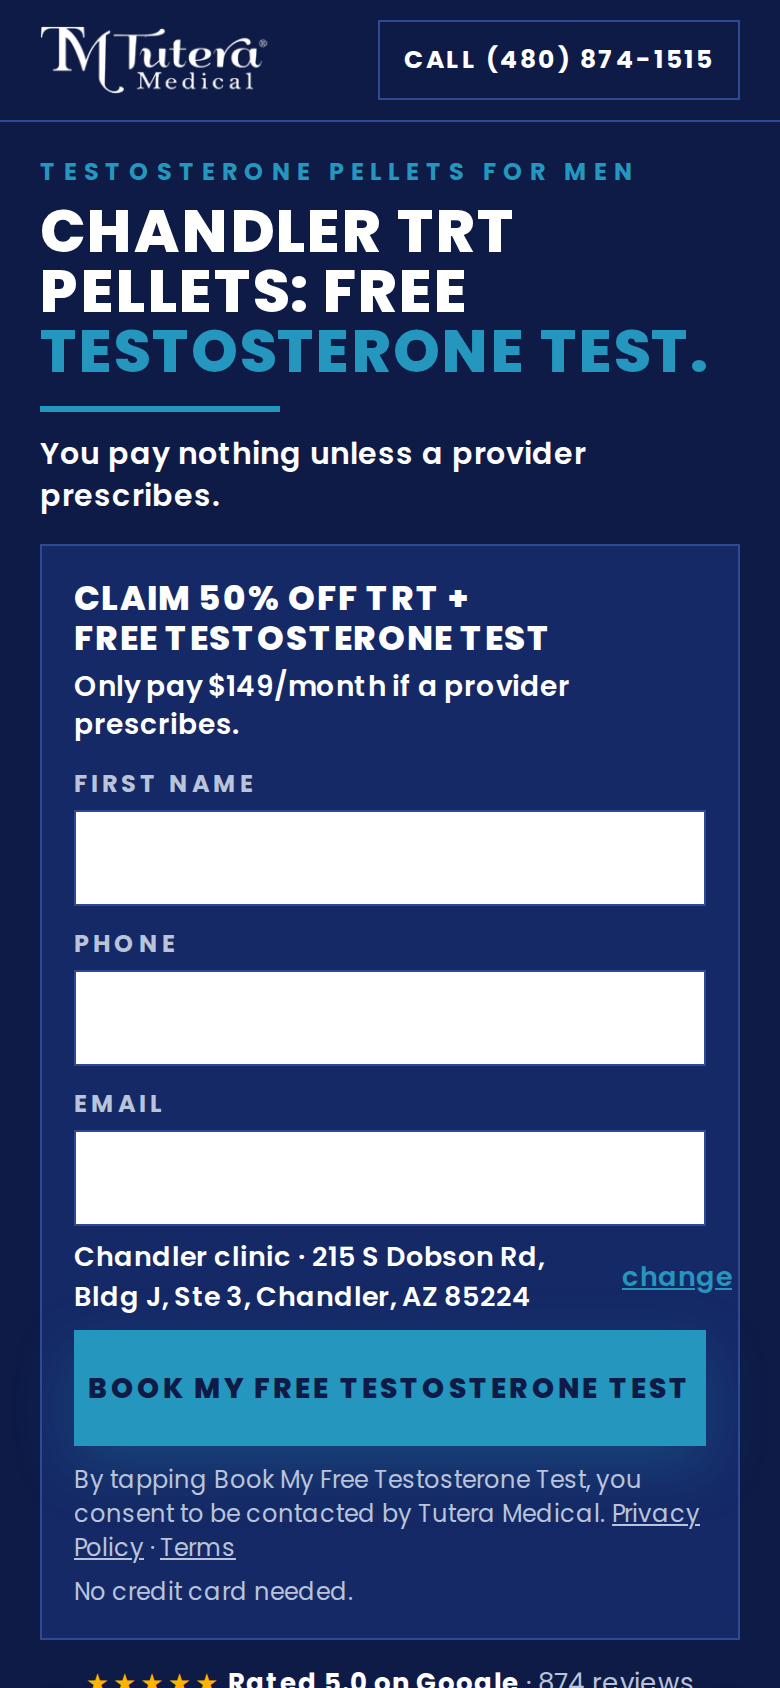 TM Tutera®
Medical
CALL (480) 874-1515
TESTOSTERONE PELLETS FOR MEN
CHANDLER TRT
PELLETS: FREE
TESTOSTERONE TEST.
You pay nothing unless a provider
prescribes.
CLAIM 50% OFF TRT +
FREE TESTOSTERONE TEST
Only pay $149/month if a provider
prescribes.
FIRST NAME
PHONE
EMAIL
Chandler clinic · 215 S Dobson Rd,
Bldg J, Ste 3, Chandler, AZ 85224
change
BOOK MY FREE TESTOSTERONE TEST
By tapping Book My Free Testosterone Test, you
consent to be contacted by Tutera Medical. Privacy
Policy · Terms
No credit card needed.
★★★★★ Rated 5.0 on Google · 874 reviews